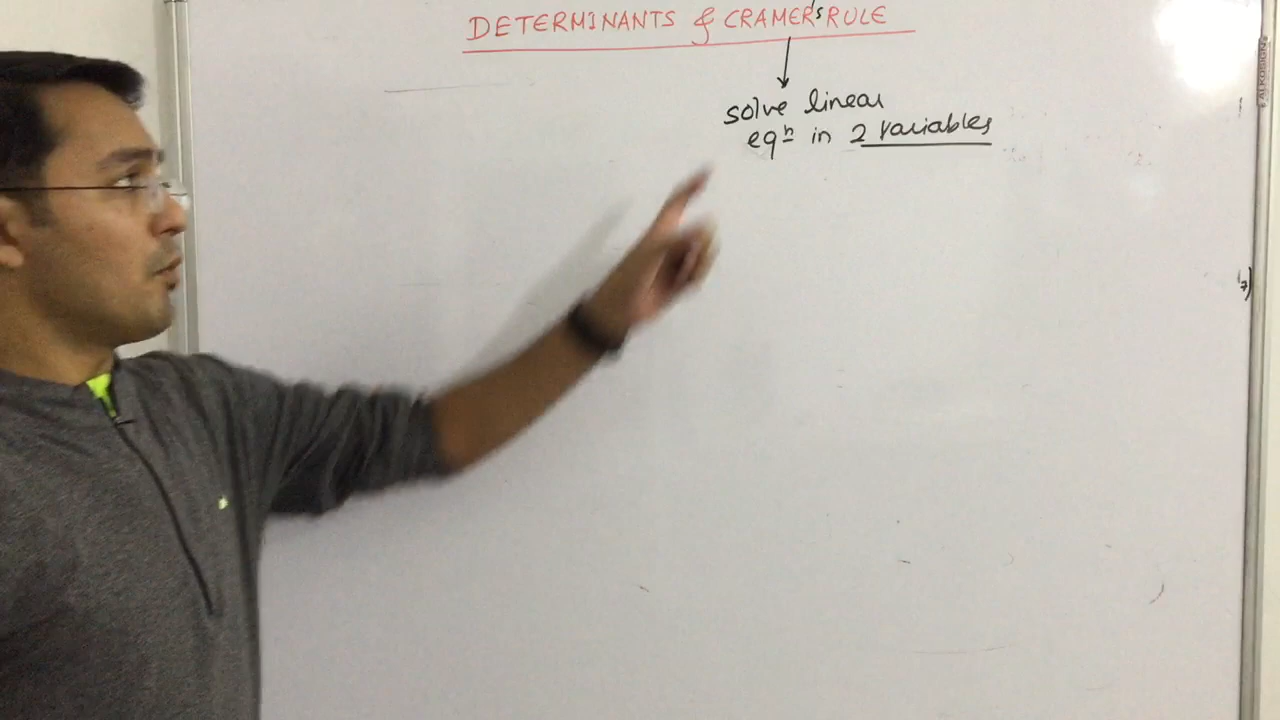 DETERMINANTS & CRAMER'S RULE
solve linear
eqⁿ in 2 variables